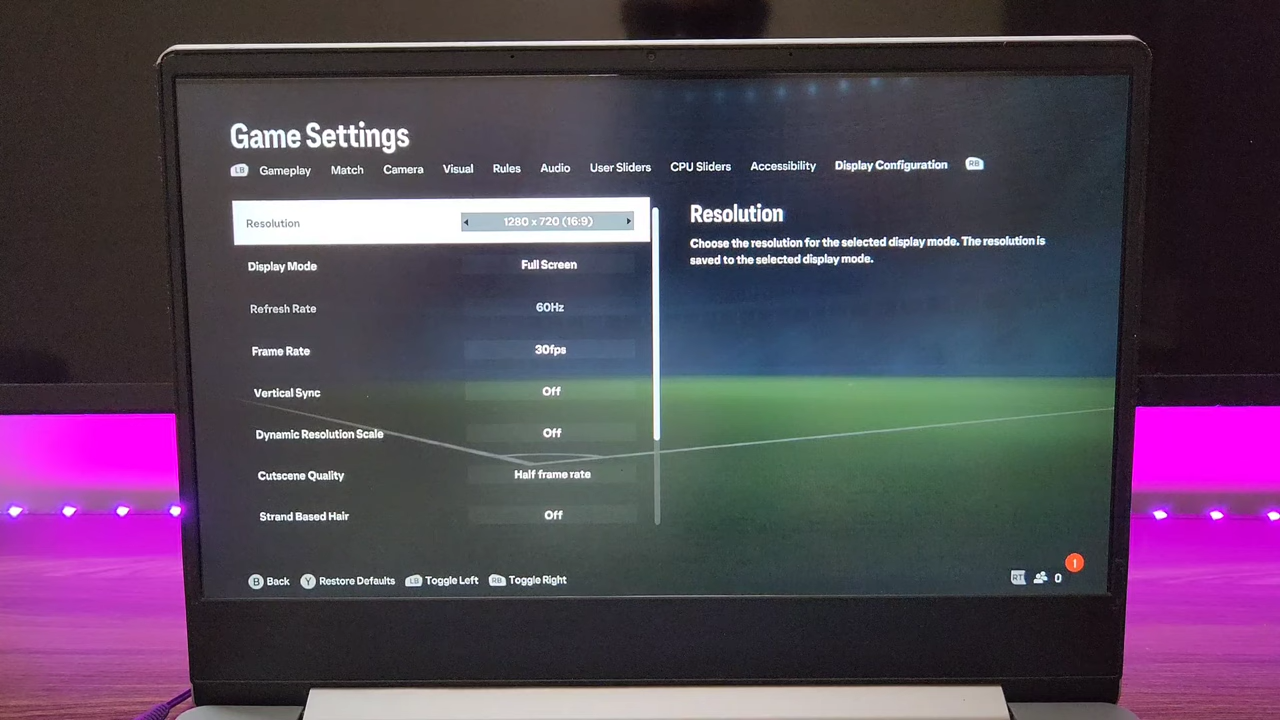 Game Settings
LB Gameplay Match Camera Visual Rules Audio User Sliders CPU Sliders Accessibility Display Configuration RB
Resolution 1280 x 720 (16:9)
Display Mode Full Screen
Refresh Rate 60Hz
Frame Rate 30fps
Vertical Sync Off
Dynamic Resolution Scale Off
Cutscene Quality Half frame rate
Strand Based Hair Off
Resolution
Choose the resolution for the selected display mode. The resolution is
saved to the selected display mode.
B Back Y Restore Defaults LB Toggle Left RB Toggle Right
RT 0 !